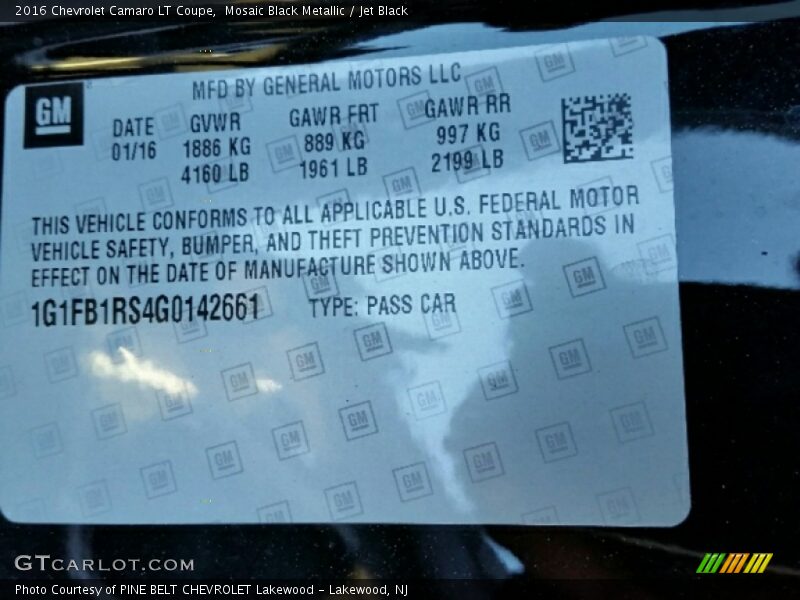 2016 Chevrolet Camaro LT Coupe,  Mosaic Black Metallic / Jet Black
MFD BY GENERAL MOTORS LLC
GM
DATE GVWR GAWR FRT GAWR RR
01/16 1886 KG 889 KG 997 KG
4160 LB 1961 LB 2199 LB
THIS VEHICLE CONFORMS TO ALL APPLICABLE U.S. FEDERAL MOTOR
VEHICLE SAFETY, BUMPER, AND THEFT PREVENTION STANDARDS IN
EFFECT ON THE DATE OF MANUFACTURE SHOWN ABOVE.
1G1FB1RS4G0142661 TYPE: PASS CAR
GTCARLOT.COM
Photo Courtesy of PINE BELT CHEVROLET Lakewood - Lakewood, NJ